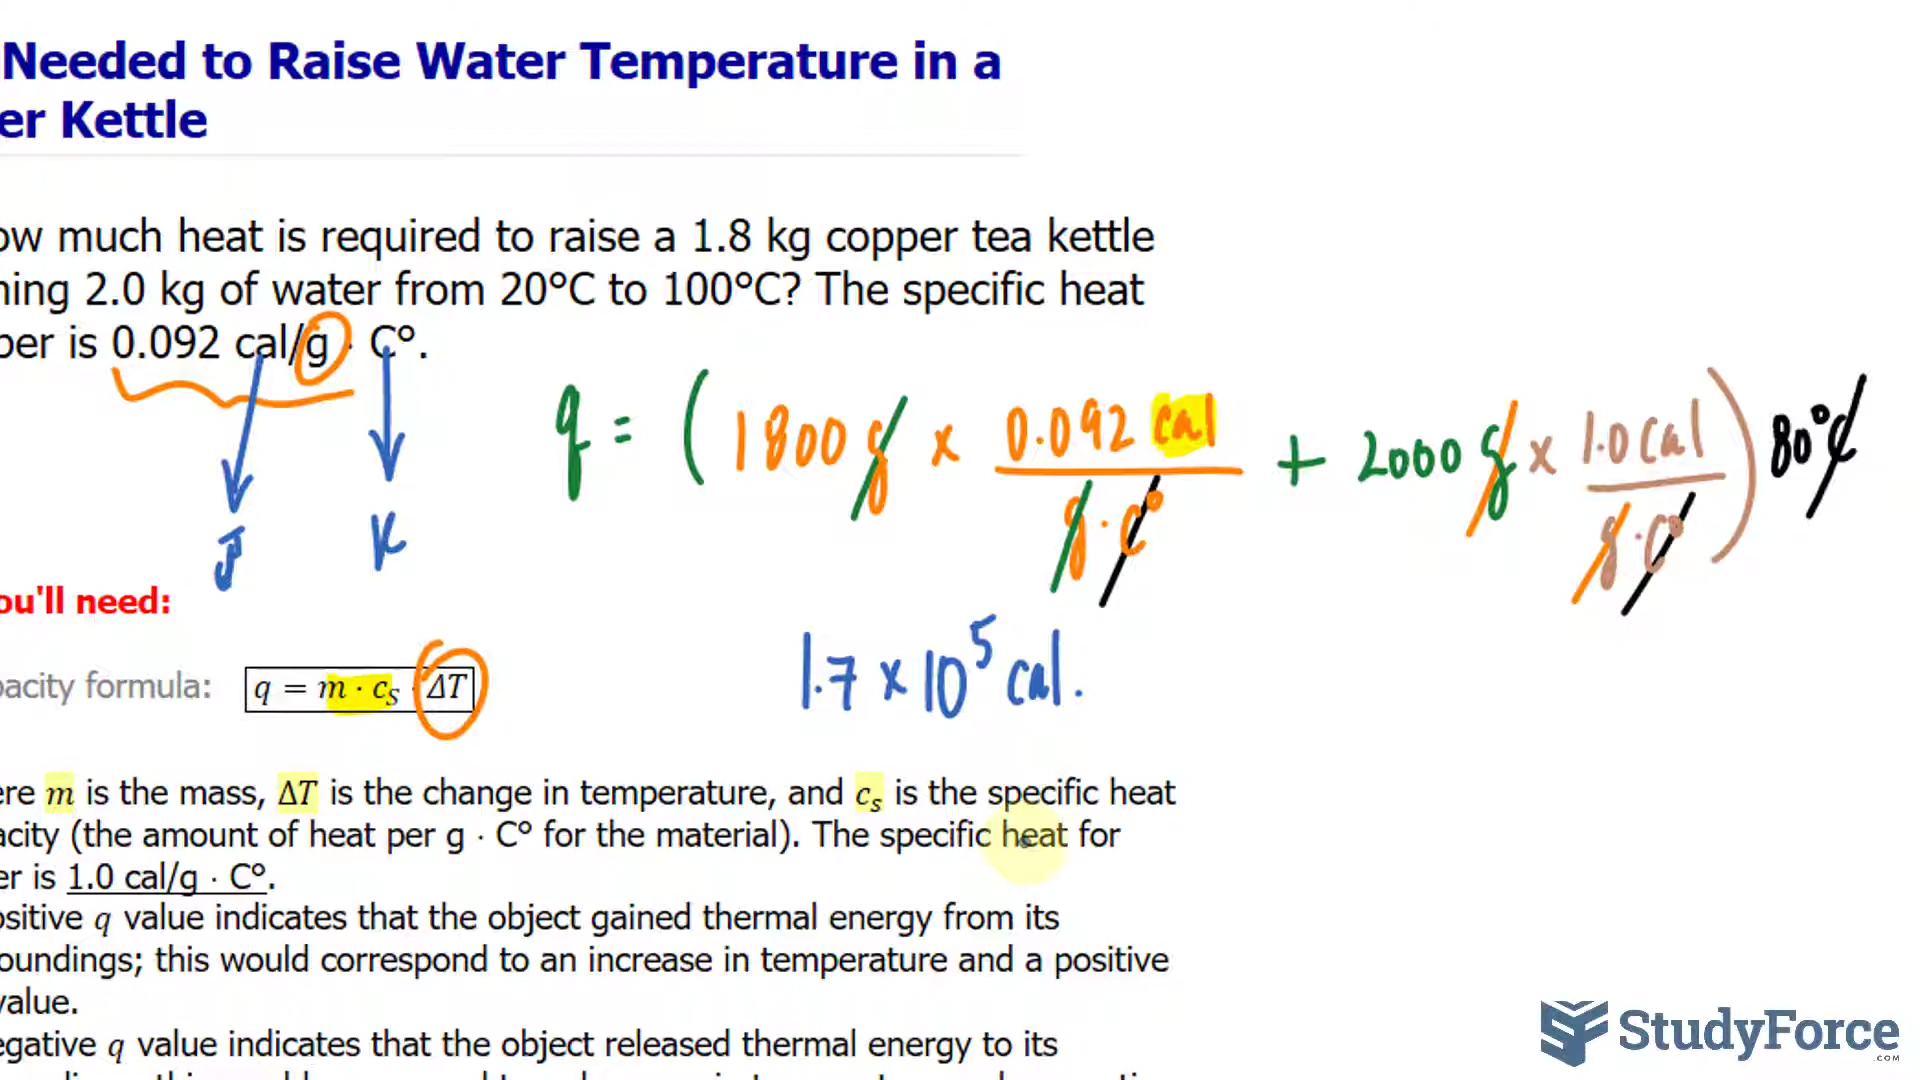 Needed to Raise Water Temperature in a
er Kettle
ow much heat is required to raise a 1.8 kg copper tea kettle
ning 2.0 kg of water from 20°C to 100°C? The specific heat
per is 0.092 cal/g · C°.
J K
q = ( 1800 g x 0.092 cal / g · C° + 2000 g x 1.0 cal / g · C° ) 80°C
1.7 x 10⁵ cal.
ou'll need:
pacity formula: q = m · cₛ · ΔT
ere m is the mass, ΔT is the change in temperature, and cₛ is the specific heat
acity (the amount of heat per g · C° for the material). The specific heat for
er is 1.0 cal/g · C°.
ositive q value indicates that the object gained thermal energy from its
oundings; this would correspond to an increase in temperature and a positive
value.
egative q value indicates that the object released thermal energy to its
StudyForce
.COM